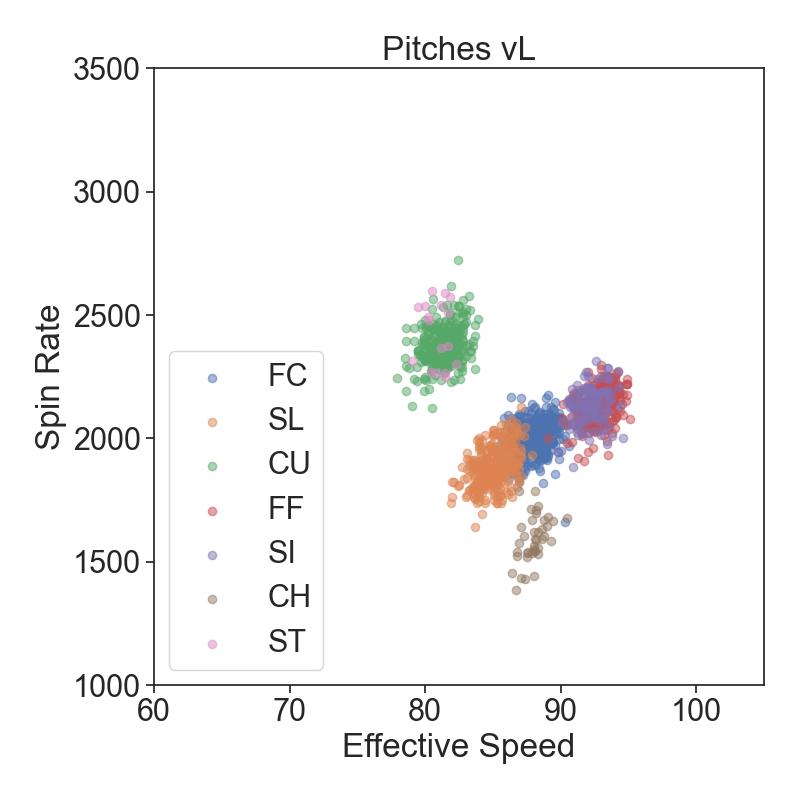 Pitches vL
3500
3000
2500
2000
1500
1000
Spin Rate
FC
SL
CU
FF
SI
CH
ST
60 70 80 90 100
Effective Speed